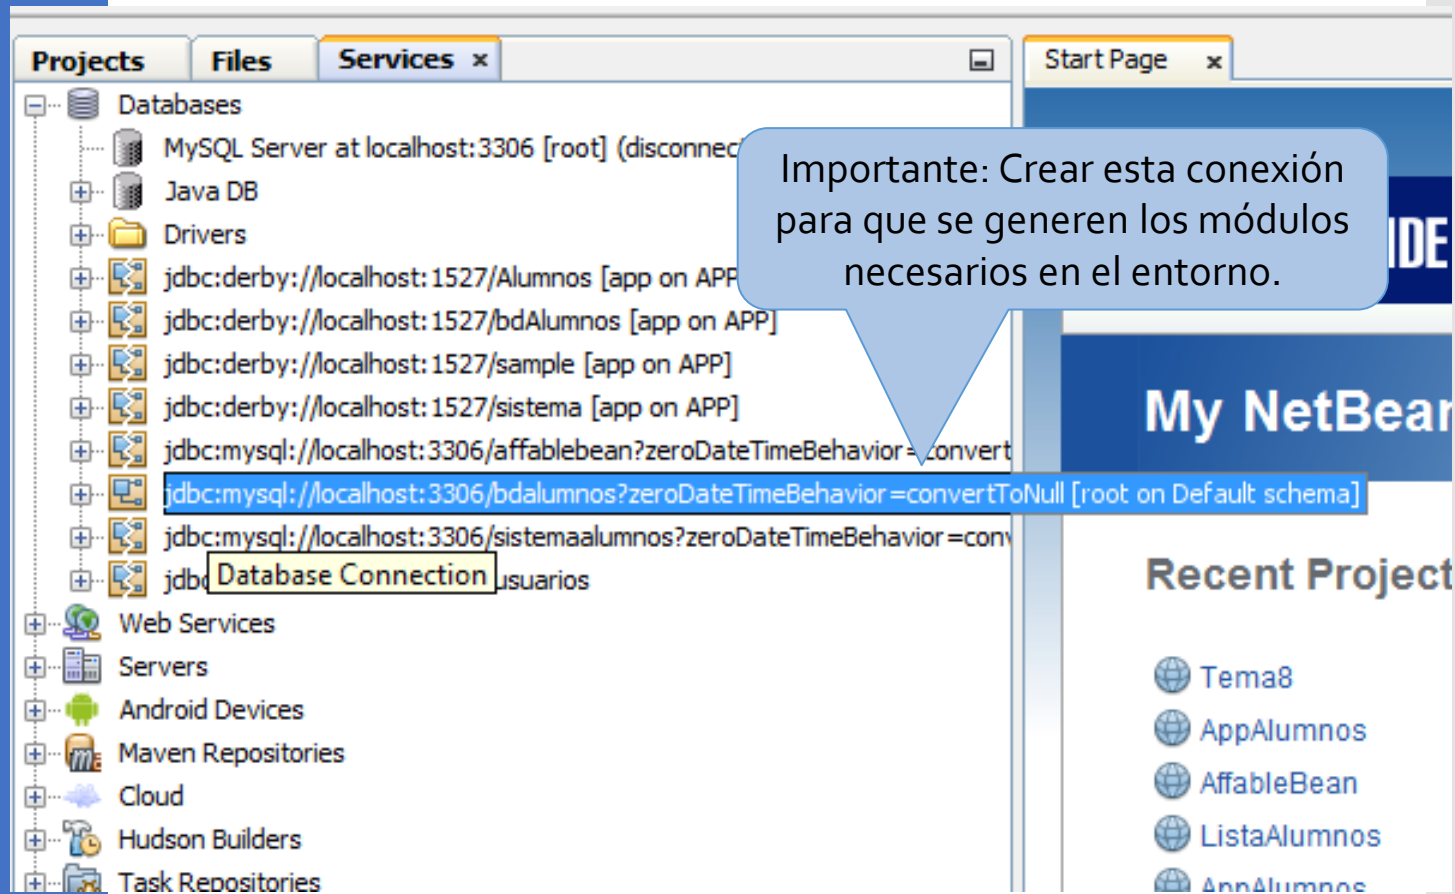 Projects
Files
Services
Start Page
Databases
MySQL Server at localhost:3306 [root] (disconnect
Java DB
Drivers
jdbc:derby://localhost:1527/Alumnos [app on APP
jdbc:derby://localhost:1527/bdAlumnos [app on APP]
jdbc:derby://localhost:1527/sample [app on APP]
jdbc:derby://localhost:1527/sistema [app on APP]
jdbc:mysql://localhost:3306/affablebean?zeroDateTimeBehavior=convert
jdbc:mysql://localhost:3306/bdalumnos?zeroDateTimeBehavior=convertToNull [root on Default schema]
jdbc:mysql://localhost:3306/sistemaalumnos?zeroDateTimeBehavior=conv
jdbc
Database Connection
usuarios
Web Services
Servers
Android Devices
Maven Repositories
Cloud
Hudson Builders
Task Repositories
Importante: Crear esta conexión
para que se generen los módulos
necesarios en el entorno.
IDE
My NetBean
Recent Project
Tema8
AppAlumnos
AffableBean
ListaAlumnos
AppAlumnos